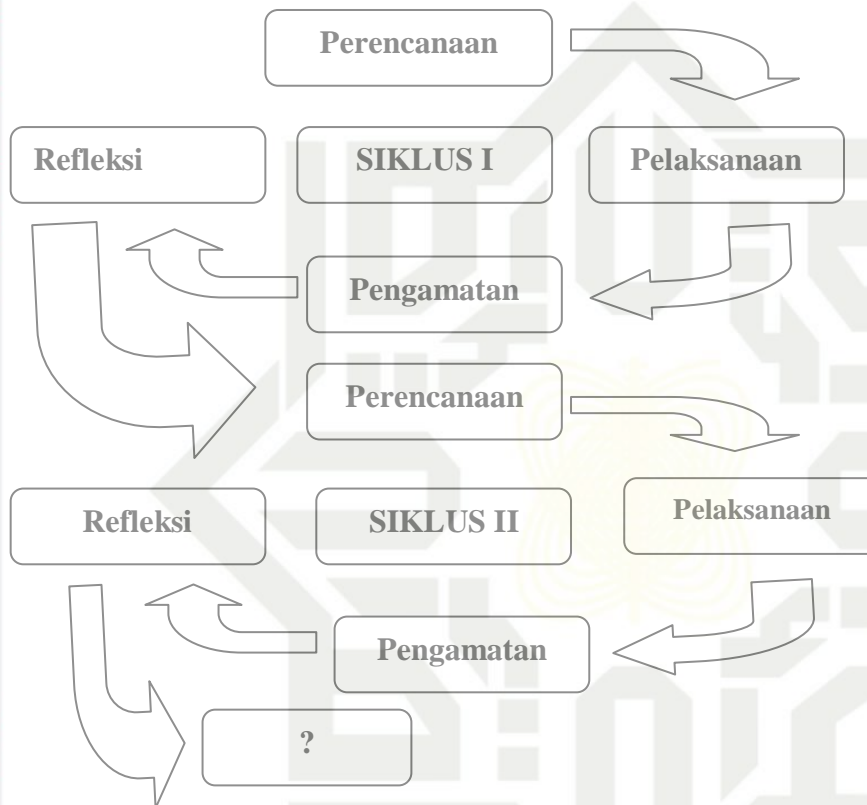 Perencanaan
Refleksi
SIKLUS I
Pelaksanaan
Pengamatan
Perencanaan
Refleksi
SIKLUS II
Pelaksanaan
Pengamatan
?